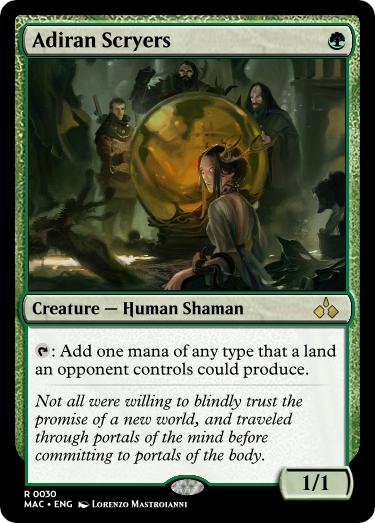 Adiran Scryers
Creature — Human Shaman
: Add one mana of any type that a land
an opponent controls could produce.
Not all were willing to blindly trust the
promise of a new world, and traveled
through portals of the mind before
committing to portals of the body.
1/1
R 0030
MAC • ENG Lorenzo Mastroianni